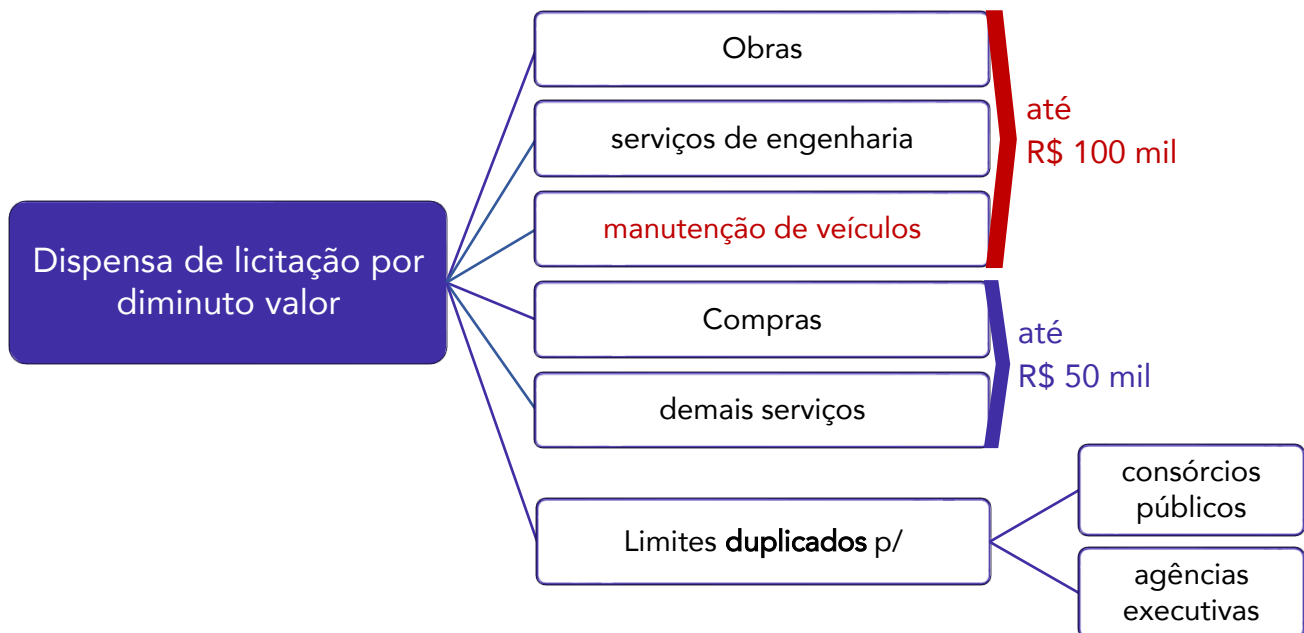 Dispensa de licitação por
diminuto valor
Obras
serviços de engenharia
manutenção de veículos
até
R$ 100 mil
Compras
demais serviços
até
R$ 50 mil
Limites duplicados p/
consórcios
públicos
agências
executivas